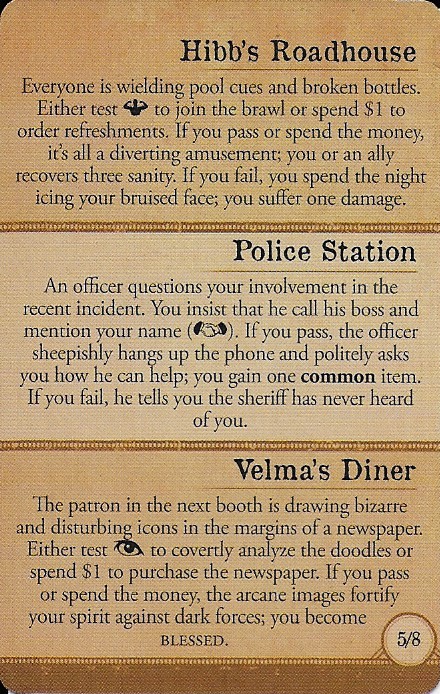 Hibb's Roadhouse
Everyone is wielding pool cues and broken bottles.
Either test to join the brawl or spend $1 to
order refreshments. If you pass or spend the money,
it's all a diverting amusement; you or an ally
recovers three sanity. If you fail, you spend the night
icing your bruised face; you suffer one damage.
Police Station
An officer questions your involvement in the
recent incident. You insist that he call his boss and
mention your name ( ). If you pass, the officer
sheepishly hangs up the phone and politely asks
you how he can help; you gain one common item.
If you fail, he tells you the sheriff has never heard
of you.
Velma's Diner
The patron in the next booth is drawing bizarre
and disturbing icons in the margins of a newspaper.
Either test to covertly analyze the doodles or
spend $1 to purchase the newspaper. If you pass
or spend the money, the arcane images fortify
your spirit against dark forces; you become
BLESSED.
5/8